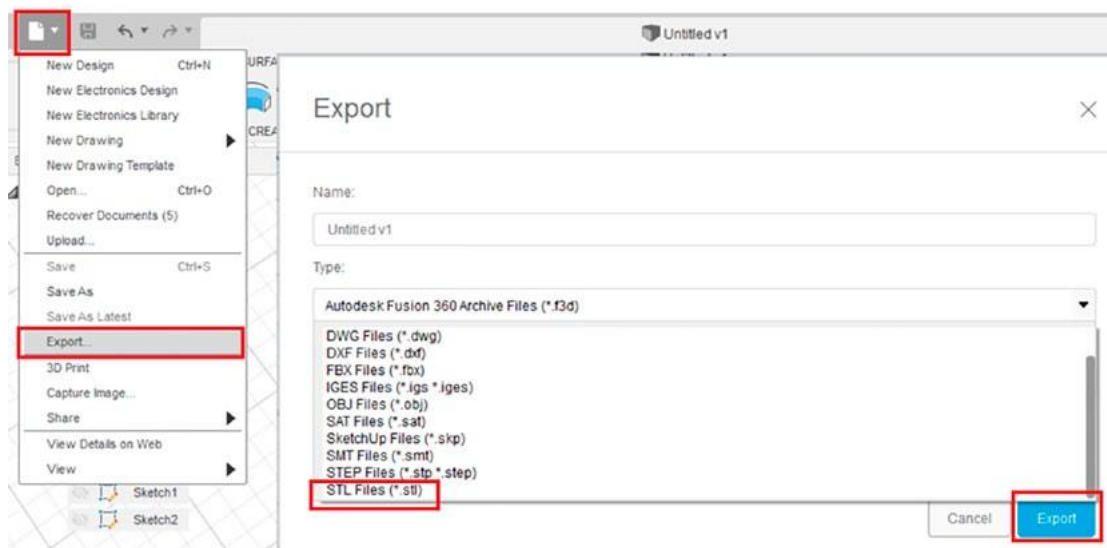 Untitled v1
New Design Ctrl+N
New Electronics Design
New Electronics Library
New Drawing
New Drawing Template
Open... Ctrl+O
Recover Documents (5)
Upload...
Save Ctrl+S
Save As
Save As Latest
Export...
3D Print
Capture Image...
Share
View Details on Web
View
Sketch1
Sketch2
URFA
CREA
Export
Name:
Untitled v1
Type:
Autodesk Fusion 360 Archive Files (*.f3d)
DWG Files (*.dwg)
DXF Files (*.dxf)
FBX Files (*.fbx)
IGES Files (*.igs *.iges)
OBJ Files (*.obj)
SAT Files (*.sat)
SketchUp Files (*.skp)
SMT Files (*.smt)
STEP Files (*.stp *.step)
STL Files (*.stl)
Cancel Export